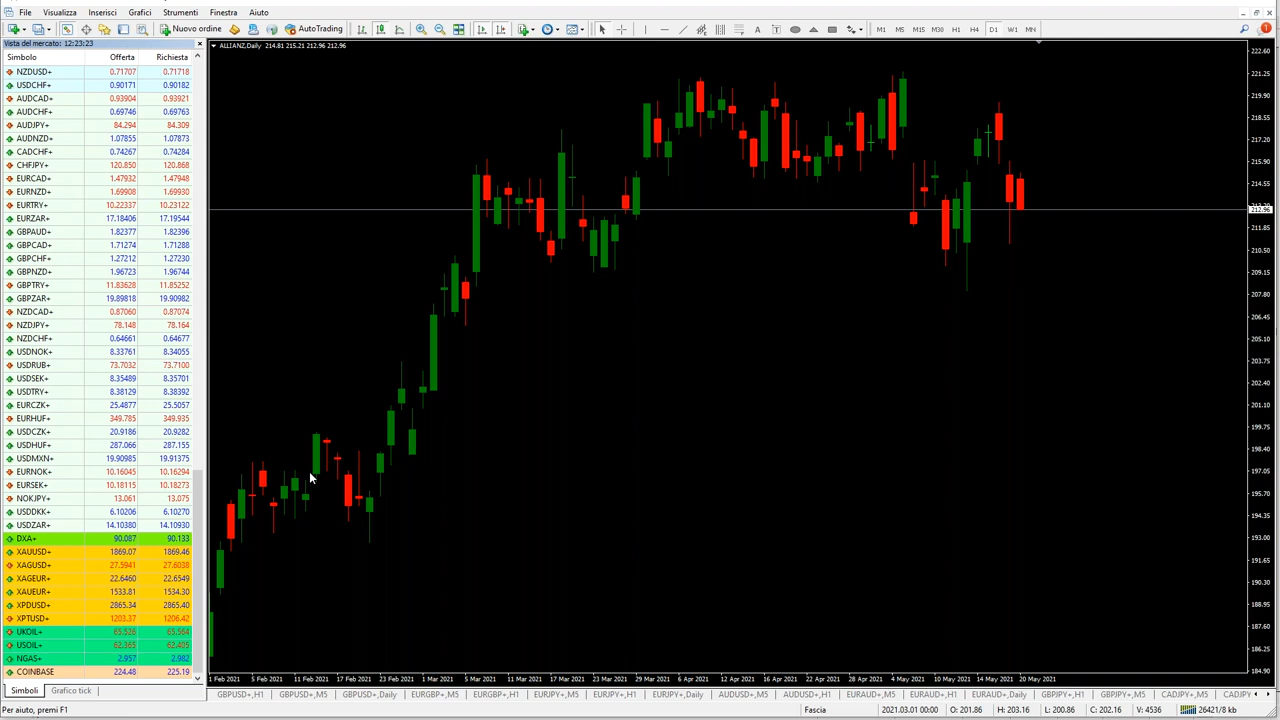 File Visualizza Inserisci Grafici Strumenti Finestra Aiuto
Nuovo ordine AutoTrading M1 M5 M15 M30 H1 H4 D1 W1 MN
Vista del mercato: 12:23:23
Simbolo Offerta Richiesta
NZDUSD+ 0.71707 0.71718
USDCHF+ 0.90171 0.90182
AUDCAD+ 0.93904 0.93921
AUDCHF+ 0.69746 0.69763
AUDJPY+ 84.294 84.309
AUDNZD+ 1.07855 1.07873
CADCHF+ 0.74267 0.74284
CHFJPY+ 120.850 120.868
EURCAD+ 1.47932 1.47948
EURNZD+ 1.69908 1.69930
EURTRY+ 10.22337 10.23122
EURZAR+ 17.18406 17.19544
GBPAUD+ 1.82377 1.82396
GBPCAD+ 1.71274 1.71288
GBPCHF+ 1.27212 1.27230
GBPNZD+ 1.96723 1.96744
GBPTRY+ 11.83628 11.85252
GBPZAR+ 19.89818 19.90982
NZDCAD+ 0.87060 0.87074
NZDJPY+ 78.148 78.164
NZDCHF+ 0.64661 0.64677
USDNOK+ 8.33761 8.34055
USDRUB+ 73.7032 73.7100
USDSEK+ 8.35489 8.35701
USDTRY+ 8.38129 8.38392
EURCZK+ 25.4877 25.5057
EURHUF+ 349.785 349.935
USDCZK+ 20.9186 20.9282
USDHUF+ 287.066 287.155
USDMXN+ 19.90985 19.91375
EURNOK+ 10.16045 10.16294
EURSEK+ 10.18115 10.18273
NOKJPY+ 13.061 13.075
USDDKK+ 6.10206 6.10270
USDZAR+ 14.10380 14.10930
DXA+ 90.087 90.133
XAUUSD+ 1869.07 1869.46
XAGUSD+ 27.5941 27.6038
XAGEUR+ 22.6460 22.6549
XAUEUR+ 1533.81 1534.30
XPDUSD+ 2865.34 2865.40
XPTUSD+ 1203.37 1206.42
UKOIL+ 65.526 65.564
USOIL+ 62.365 62.405
NGAS+ 2.957 2.982
COINBASE 224.48 225.19
Simboli Grafico tick
ALLIANZ,Daily 214.81 215.21 212.96 212.96
222.60
221.25
219.90
218.55
217.20
215.90
214.55
212.96
211.85
210.50
209.15
207.80
206.45
205.10
203.75
202.40
201.10
199.75
198.40
197.05
195.70
194.35
193.00
191.65
190.30
188.95
187.60
186.25
184.90
1 Feb 2021 5 Feb 2021 11 Feb 2021 17 Feb 2021 23 Feb 2021 1 Mar 2021 5 Mar 2021 11 Mar 2021 17 Mar 2021 23 Mar 2021 29 Mar 2021 6 Apr 2021 12 Apr 2021 16 Apr 2021 22 Apr 2021 28 Apr 2021 4 May 2021 10 May 2021 14 May 2021 20 May 2021
GBPUSD+,H1 GBPUSD+,M5 GBPUSD+,Daily EURGBP+,M5 EURGBP+,H1 EURJPY+,M5 EURJPY+,H1 EURJPY+,Daily AUDUSD+,M5 AUDUSD+,H1 EURAUD+,M5 EURAUD+,H1 EURAUD+,Daily GBPJPY+,H1 GBPJPY+,M5 CADJPY+,M5 CADJPY
Per aiuto, premi F1 Fascia 2021.03.01 00:00 O: 201.86 H: 203.16 L: 200.86 C: 202.16 V: 4536 26421/8 kb